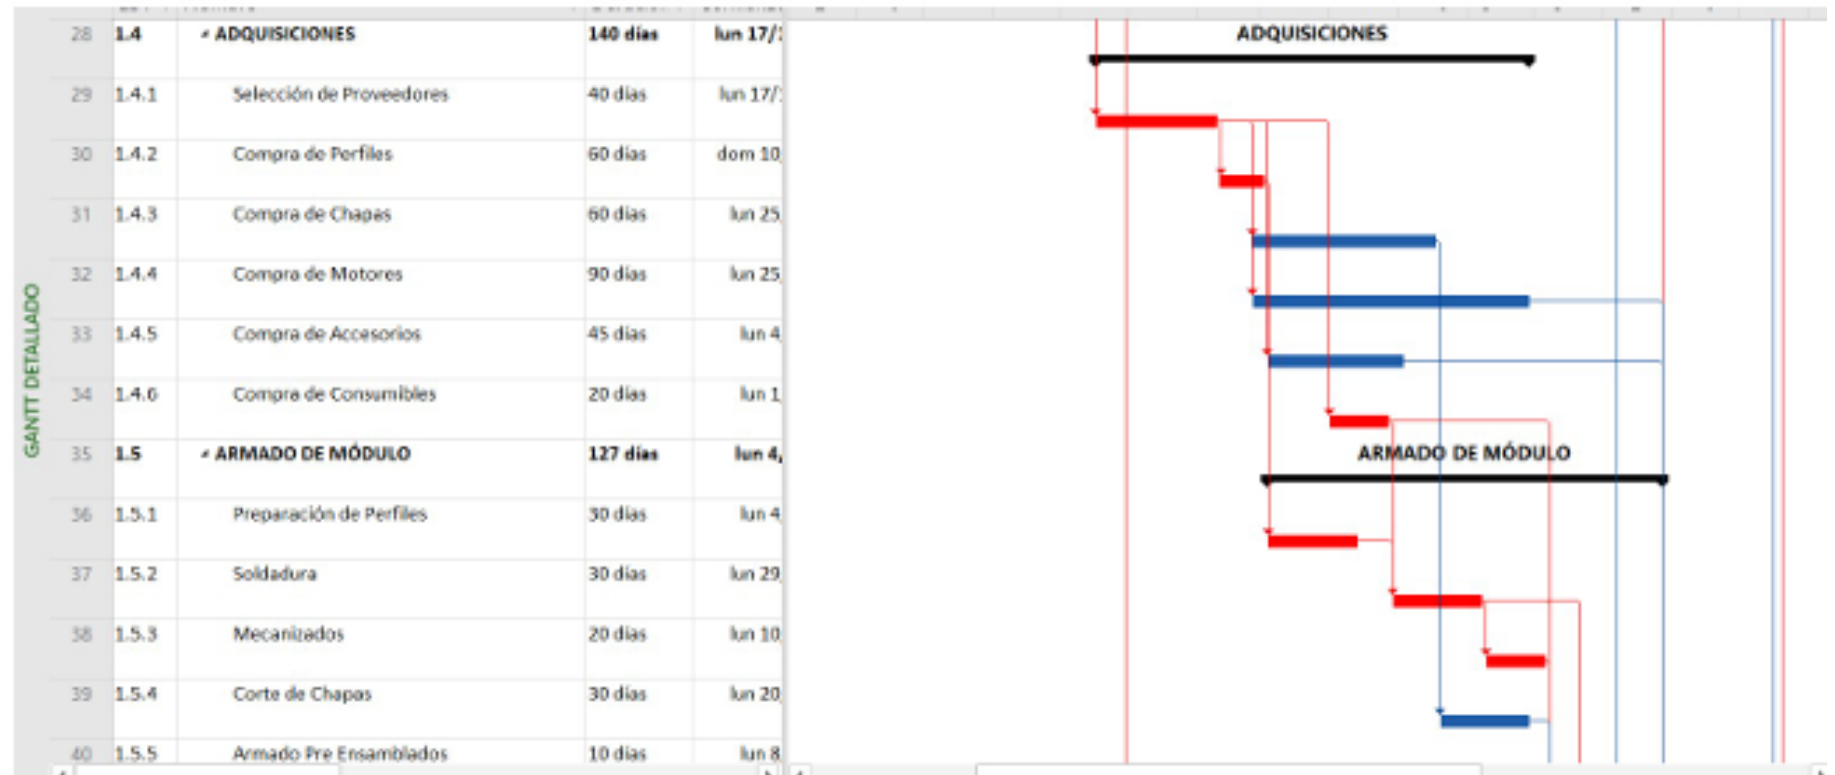 28 1.4 ADQUISICIONES 140 días lun 17/
29 1.4.1 Selección de Proveedores 40 días lun 17/
30 1.4.2 Compra de Perfiles 60 días dom 10,
31 1.4.3 Compra de Chapas 60 días lun 25,
32 1.4.4 Compra de Motores 90 días lun 25,
33 1.4.5 Compra de Accesorios 45 días lun 4,
34 1.4.6 Compra de Consumibles 20 días lun 1,
35 1.5 ARMADO DE MÓDULO 127 días lun 4,
36 1.5.1 Preparación de Perfiles 30 días lun 4,
37 1.5.2 Soldadura 30 días lun 29,
38 1.5.3 Mecanizados 20 días lun 10,
39 1.5.4 Corte de Chapas 30 días lun 20,
40 1.5.5 Armado Pre Ensamblados 10 días lun 8
GANTT DETALLADO
ADQUISICIONES
ARMADO DE MÓDULO